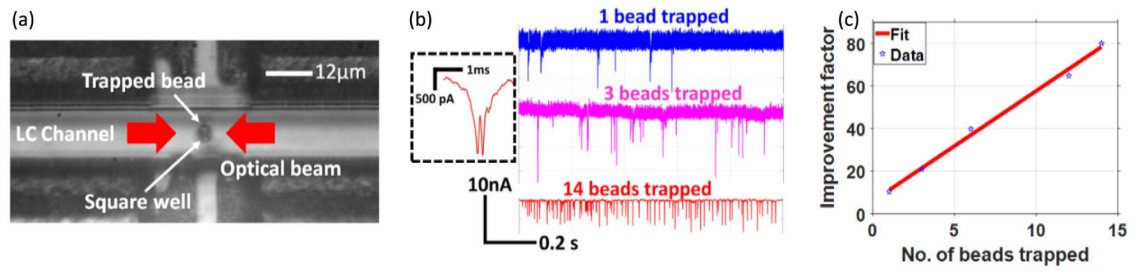 (a)
Trapped bead
12μm
LC Channel
Optical beam
Square well
(b)
1 bead trapped
1ms
500 pA
3 beads trapped
14 beads trapped
10nA
0.2 s
(c)
Improvement factor
80
60
40
20
0
Fit
Data
0 5 10 15
No. of beads trapped